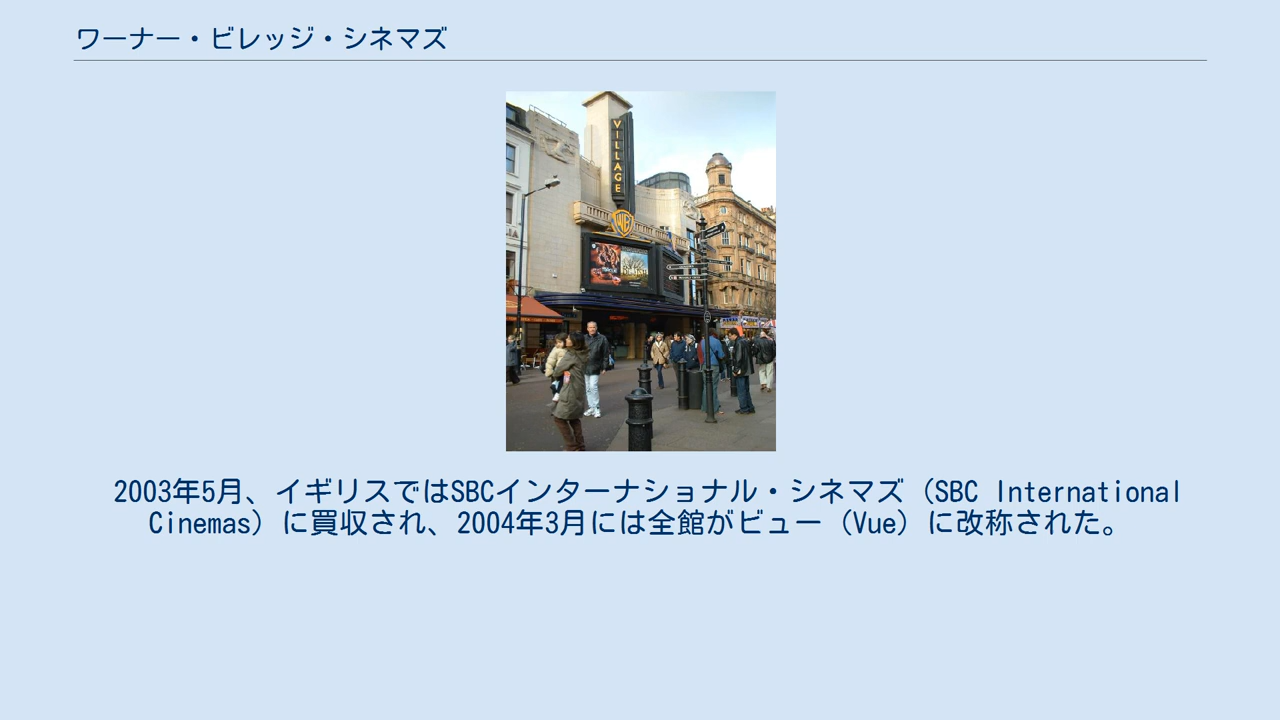 ワーナー・ビレッジ・シネマズ
VILLAGE
WB
2003年5月、イギリスではSBCインターナショナル・シネマズ（SBC International
Cinemas）に買収され、2004年3月には全館がビュー（Vue）に改称された。